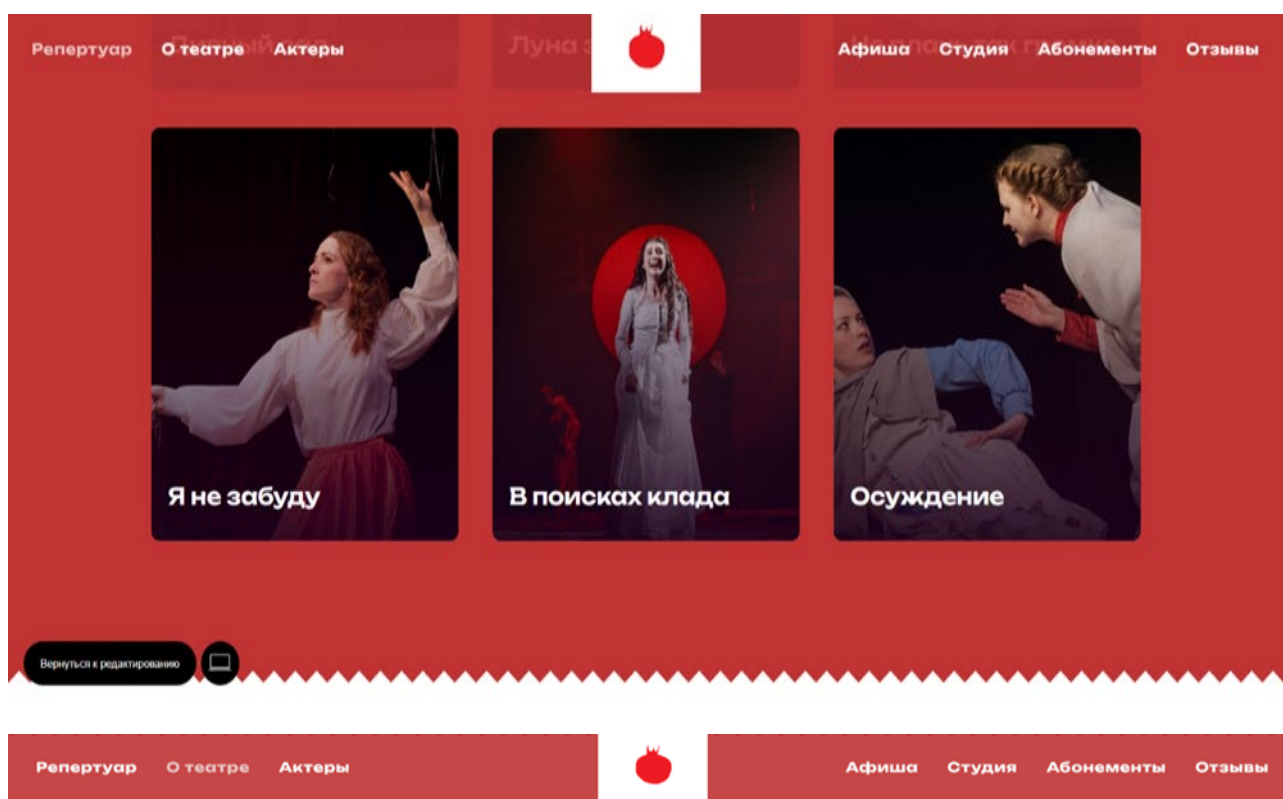 Репертуар О театре Актеры Афиша Студия Абонементы Отзывы
Я не забуду В поисках клада Осуждение
Вернуться к редактированию
Репертуар О театре Актеры Афиша Студия Абонементы Отзывы